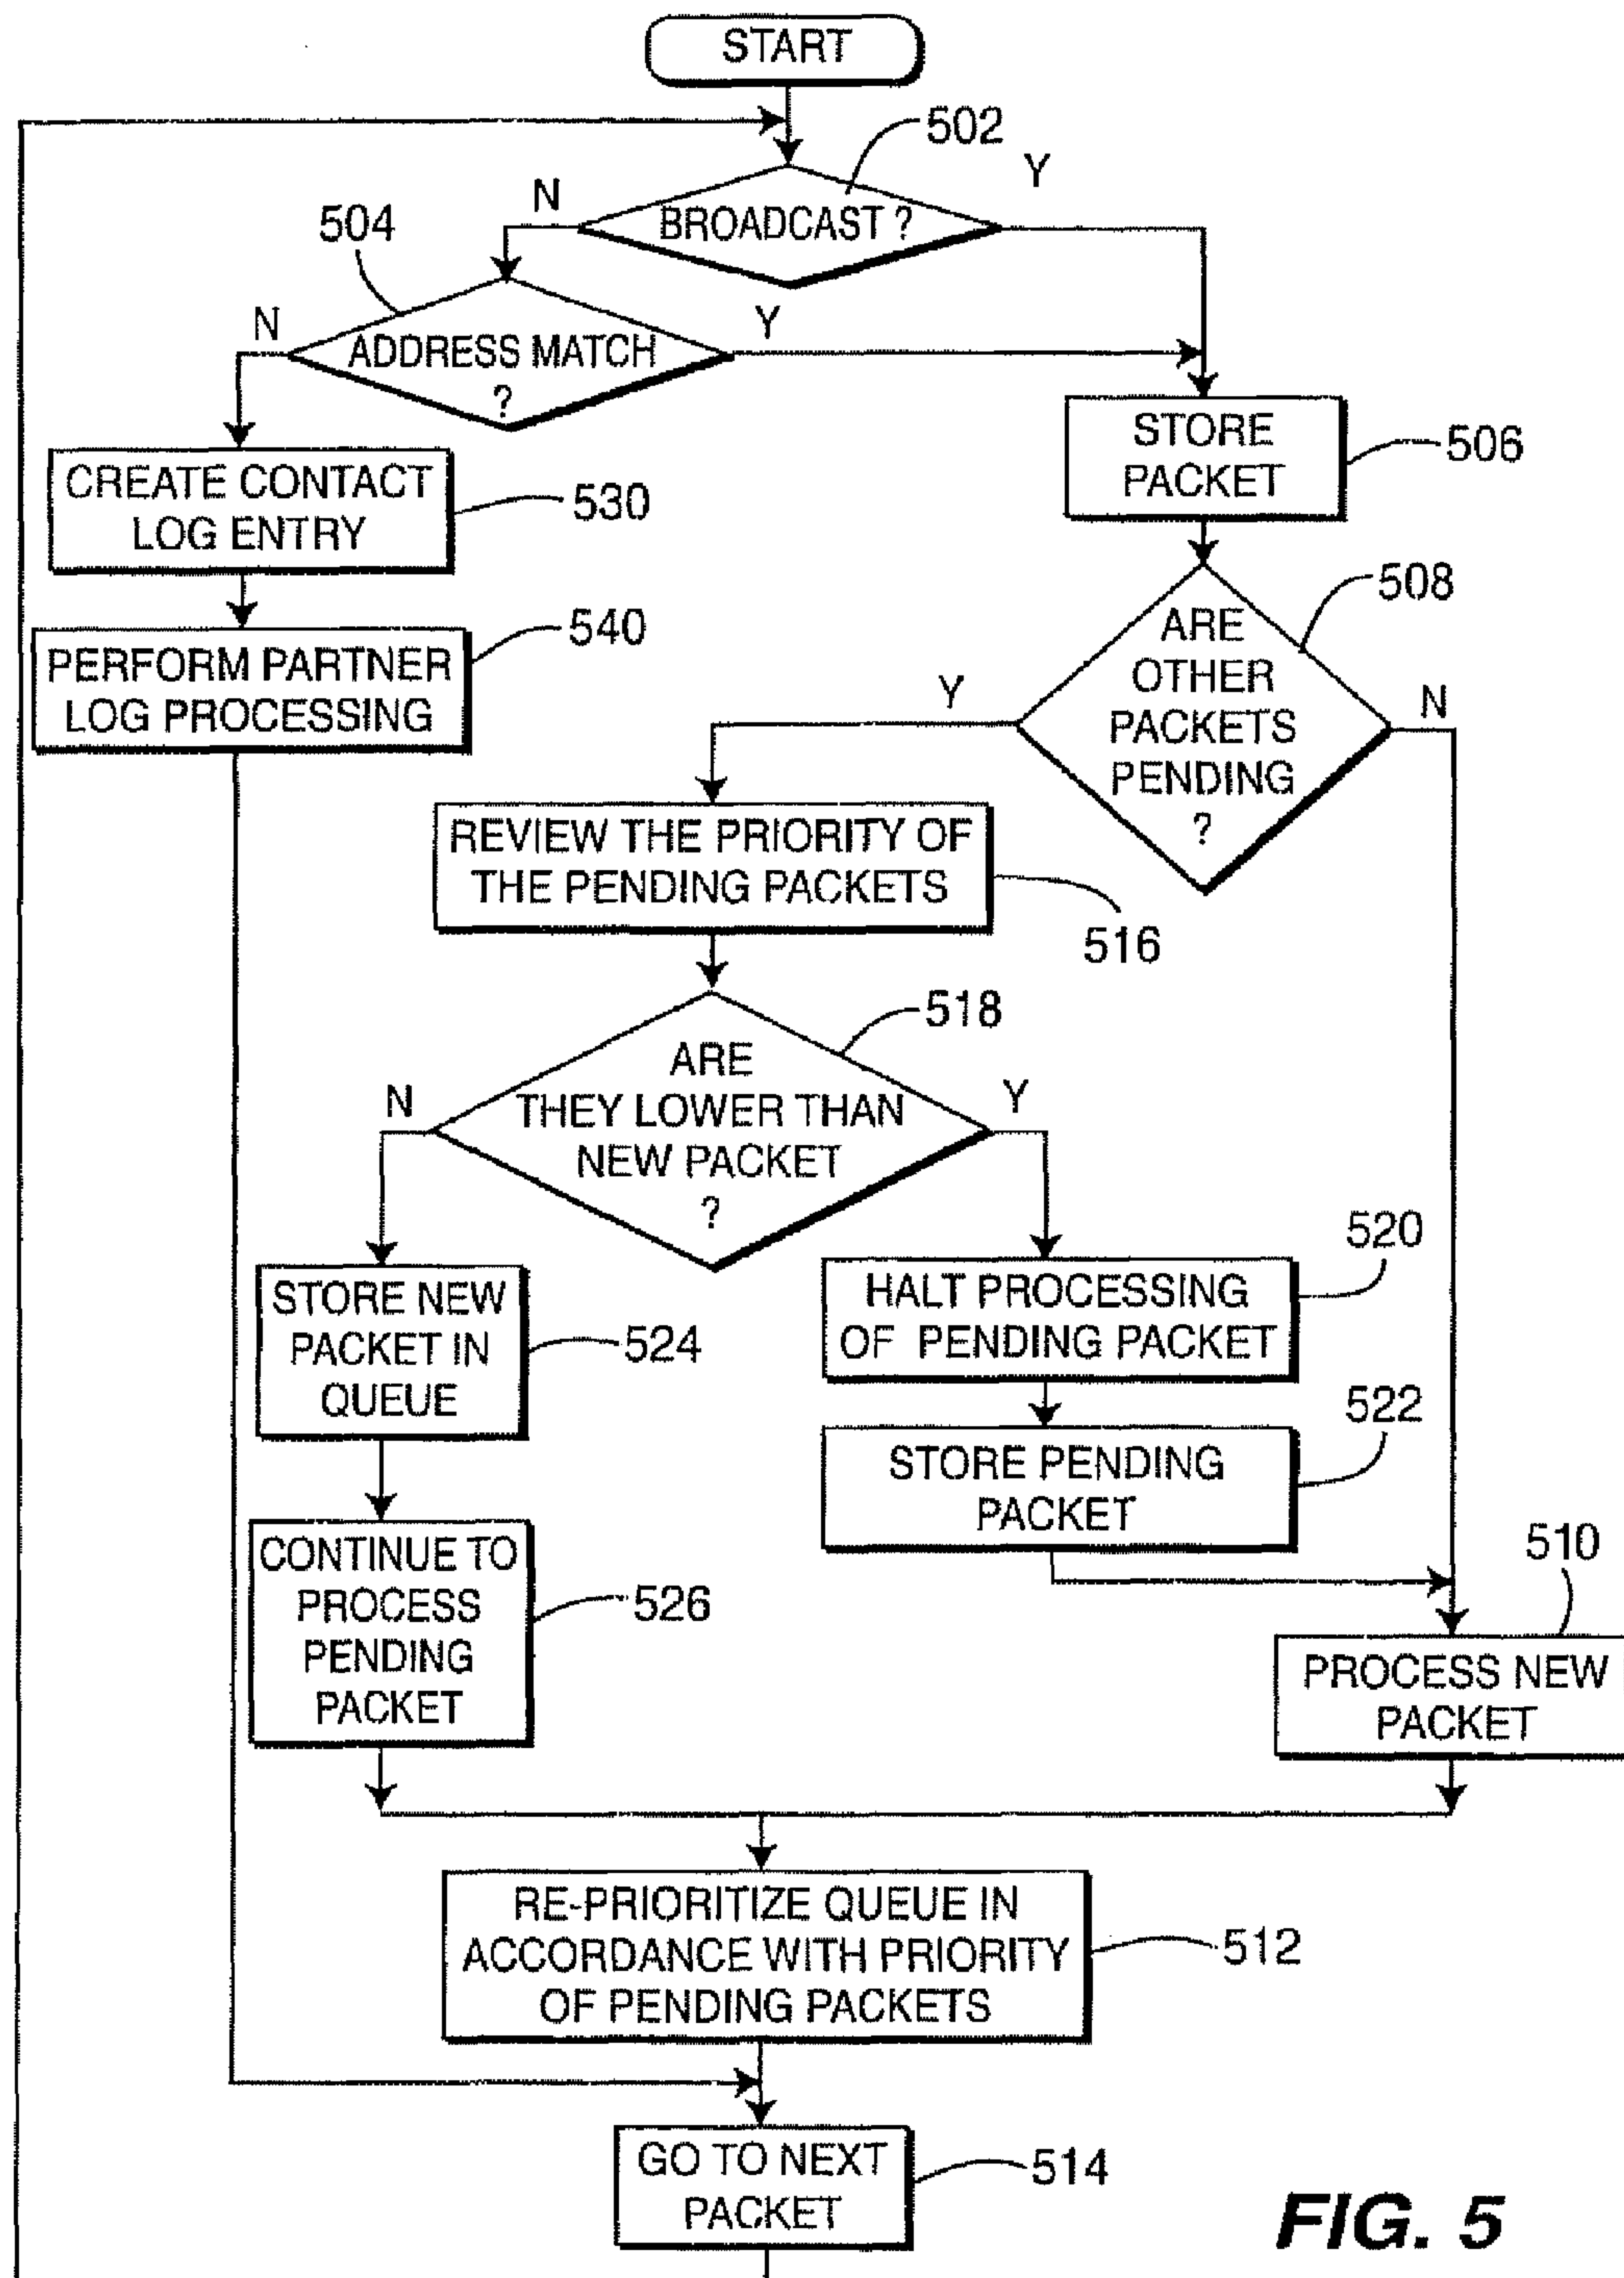 START
502
N
Y
BROADCAST ?
504
N
Y
ADDRESS MATCH
?
STORE
PACKET
506
CREATE CONTACT
LOG ENTRY
530
508
ARE
OTHER
PACKETS
PENDING
?
Y
N
540
PERFORM PARTNER
LOG PROCESSING
REVIEW THE PRIORITY OF
THE PENDING PACKETS
516
518
ARE
THEY LOWER THAN
NEW PACKET
?
N
Y
520
HALT PROCESSING
OF PENDING PACKET
STORE NEW
PACKET IN
QUEUE
524
522
STORE PENDING
PACKET
CONTINUE TO
PROCESS
PENDING
PACKET
526
510
PROCESS NEW
PACKET
RE-PRIORITIZE QUEUE IN
ACCORDANCE WITH PRIORITY
OF PENDING PACKETS
512
GO TO NEXT
PACKET
514
FIG. 5